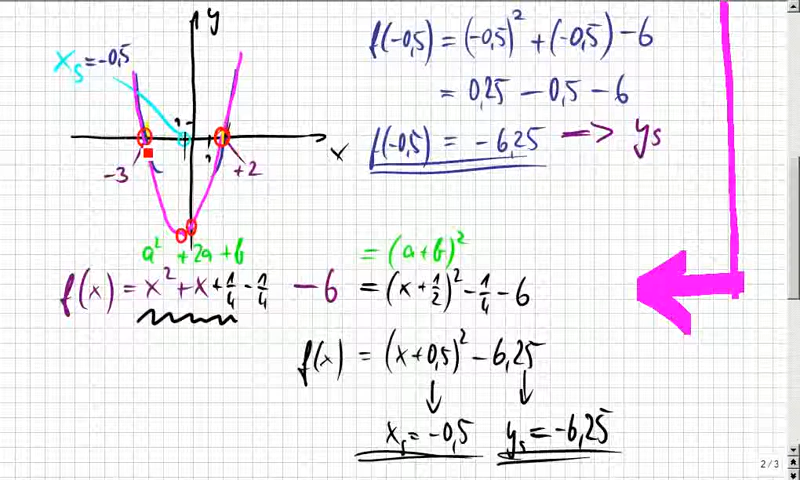 y
x_s = -0,5
-3
+2
x
1
1
f(-0,5) = (-0,5)² + (-0,5) - 6
= 0,25 - 0,5 - 6
f(-0,5) = -6,25 -> y_s
a² + 2a + b = (a+b)²
f(x) = x² + x + 1/4 - 1/4 - 6 = (x + 1/2)² - 1/4 - 6
f(x) = (x + 0,5)² - 6,25
x_s = -0,5 y_s = -6,25
2/3